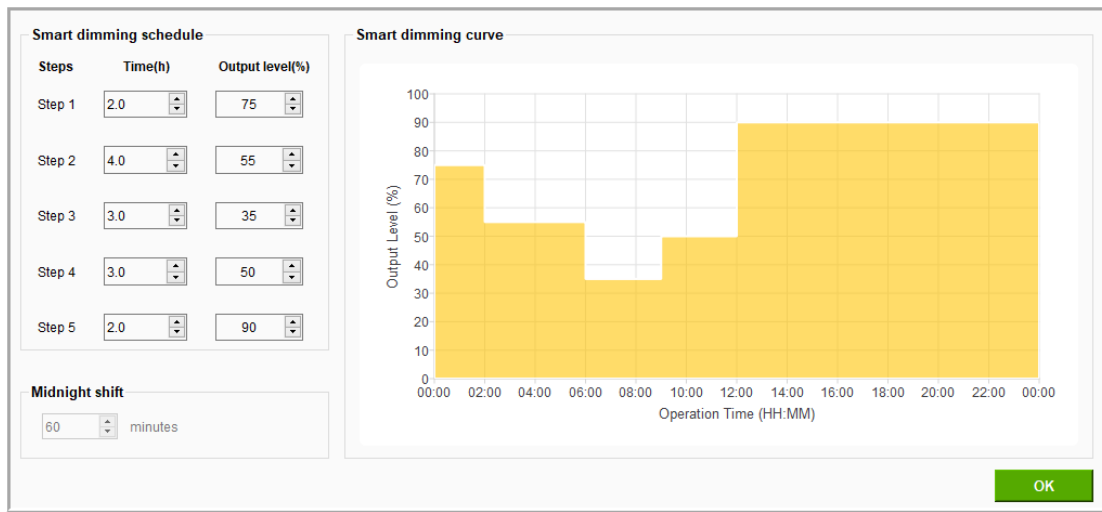 Smart dimming schedule
Steps Time(h) Output level(%)
Step 1 2.0 75
Step 2 4.0 55
Step 3 3.0 35
Step 4 3.0 50
Step 5 2.0 90
Midnight shift
60 minutes
Smart dimming curve
Output Level (%)
100
90
80
70
60
50
40
30
20
10
0
00:00 02:00 04:00 06:00 08:00 10:00 12:00 14:00 16:00 18:00 20:00 22:00 00:00
Operation Time (HH:MM)
OK